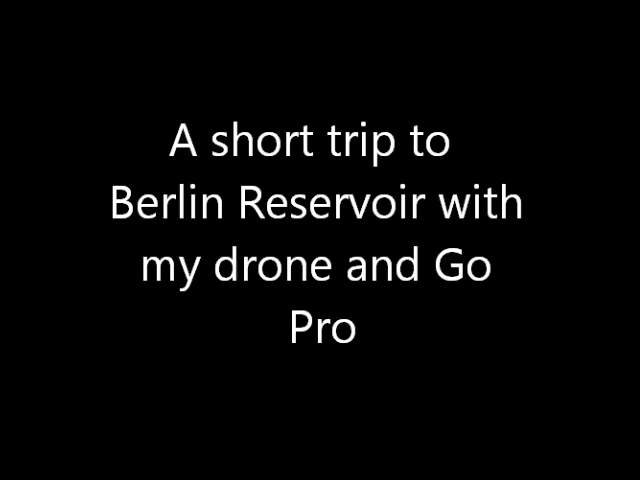 A short trip to
Berlin Reservoir with
my drone and Go
Pro